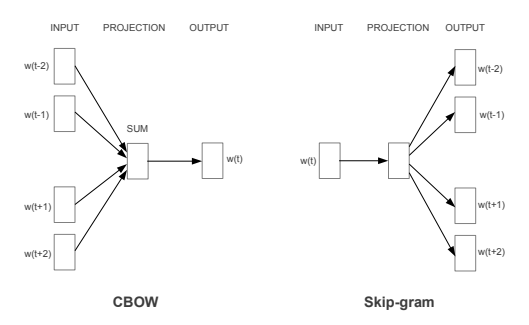 INPUT PROJECTION OUTPUT
w(t-2)
w(t-1)
SUM
w(t)
w(t+1)
w(t+2)
CBOW
INPUT PROJECTION OUTPUT
w(t-2)
w(t-1)
w(t)
w(t+1)
w(t+2)
Skip-gram